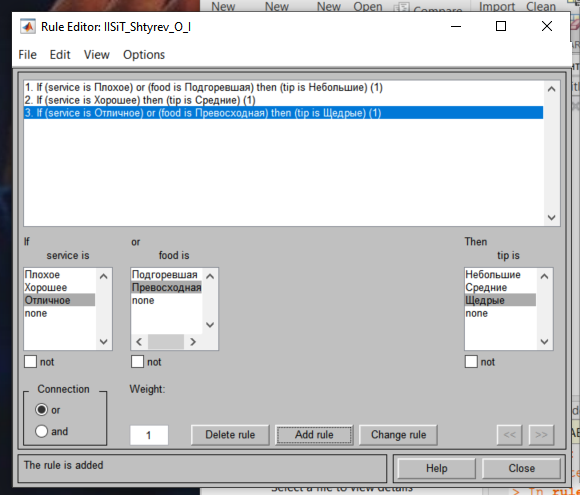 New
New
New
Open
Compare
Import
Clean
Rule Editor: IISiT_Shtyrev_O_I
File Edit View Options
1. If (service is Плохое) or (food is Подгоревшая) then (tip is Небольшие) (1)
2. If (service is Хорошее) then (tip is Средние) (1)
3. If (service is Отличное) or (food is Превосходная) then (tip is Щедрые) (1)
If
or
Then
service is
food is
tip is
Плохое
Хорошее
Отличное
none
Подгоревшая
Превосходная
none
Небольшие
Средние
Щедрые
none
not
not
not
Connection
or
and
Weight:
1
Delete rule
Add rule
Change rule
<<
>>
The rule is added
Help
Close
Select a file to view details
> In rule